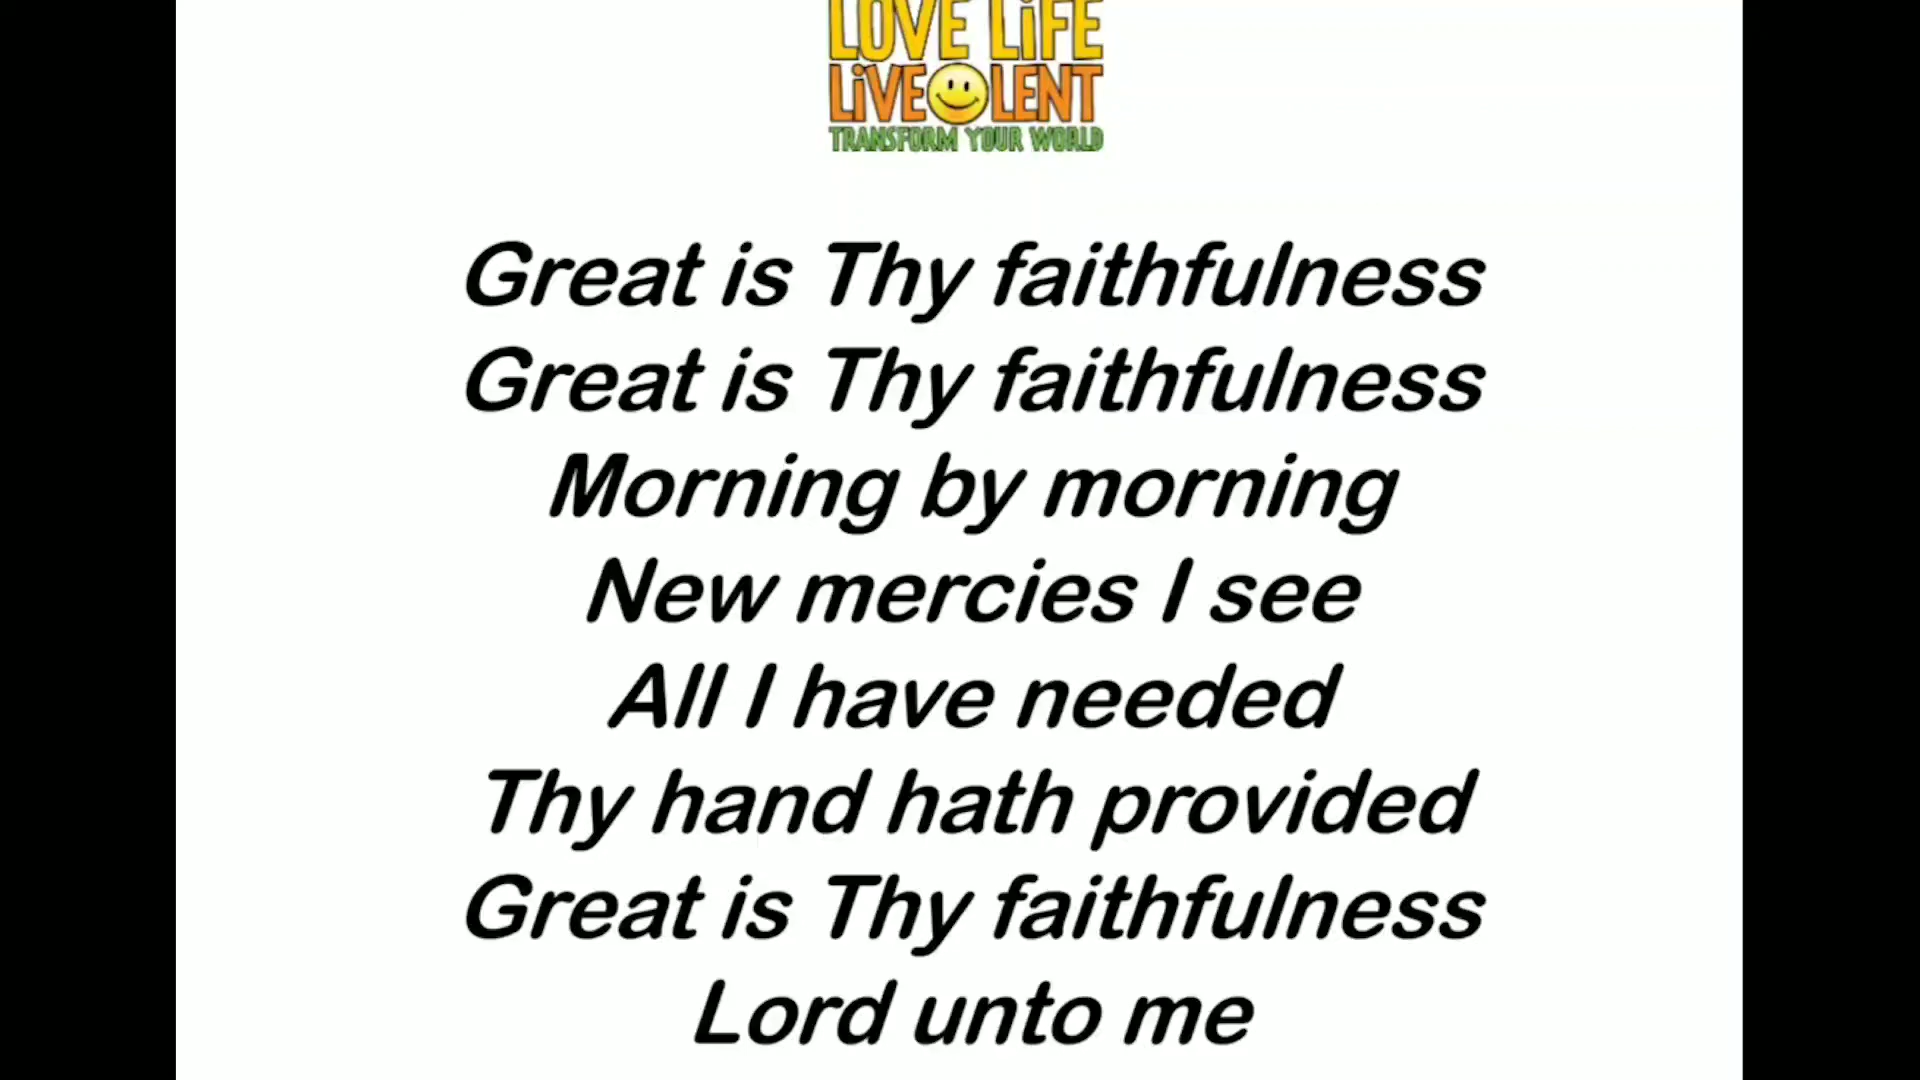 LOVE LiFE
LiVE LENT
TRANSFORM YOUR WORLD
Great is Thy faithfulness
Great is Thy faithfulness
Morning by morning
New mercies I see
All I have needed
Thy hand hath provided
Great is Thy faithfulness
Lord unto me